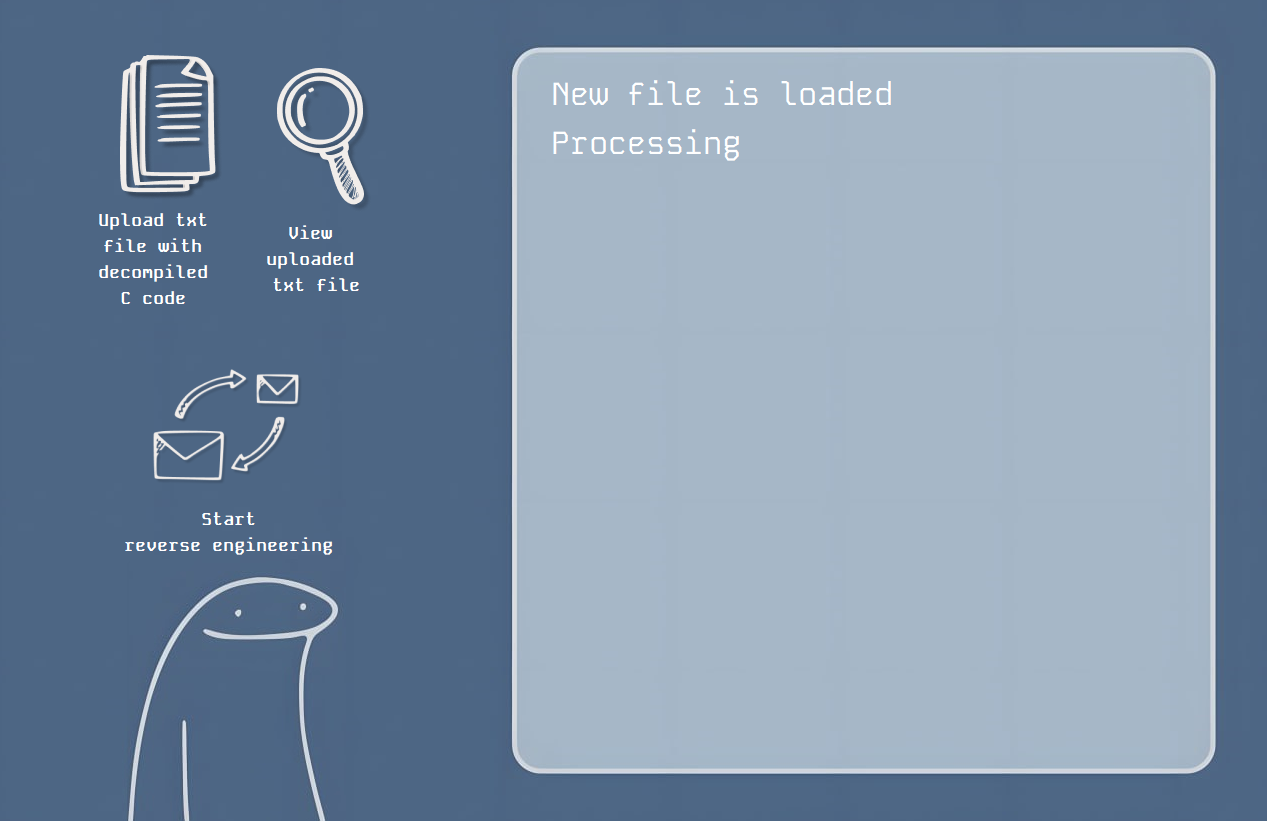 Upload txt
file with
decompiled
C code
View
uploaded
txt file
Start
reverse engineering
New file is loaded
Processing